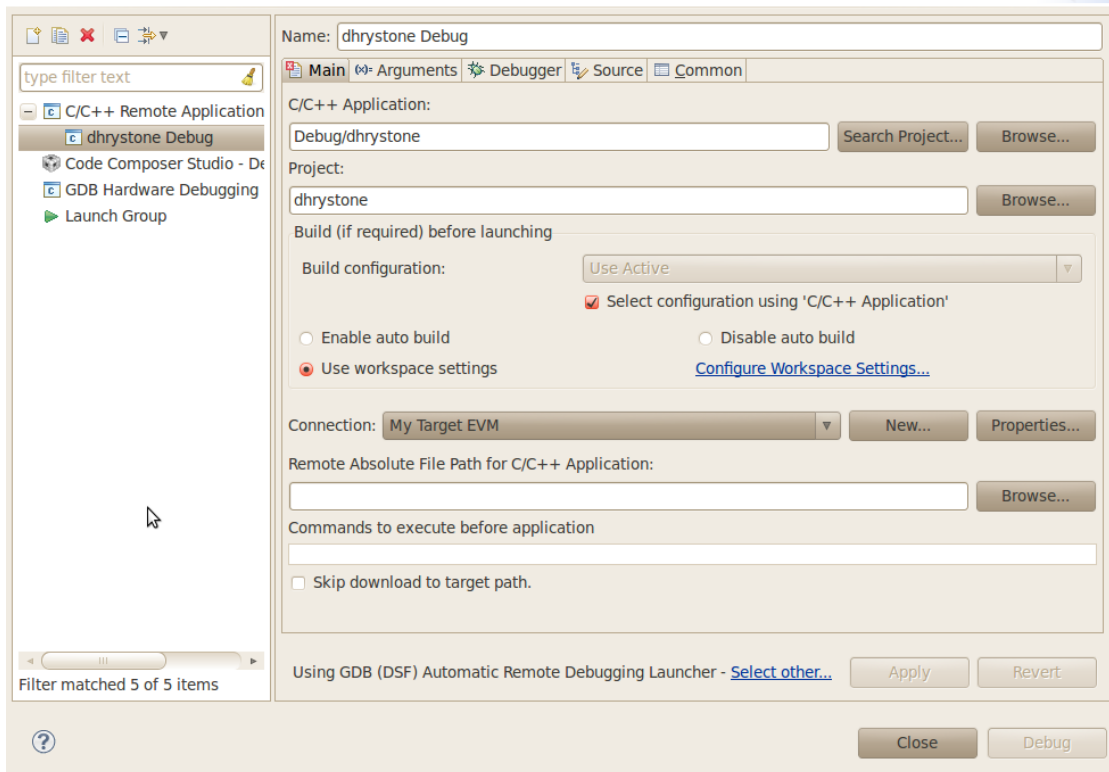 Name: dhrystone Debug
type filter text
C/C++ Remote Application
dhrystone Debug
Code Composer Studio - De
GDB Hardware Debugging
Launch Group
Filter matched 5 of 5 items
Main (x)= Arguments Debugger Source Common
C/C++ Application:
Debug/dhrystone Search Project... Browse...
Project:
dhrystone Browse...
Build (if required) before launching
Build configuration: Use Active
Select configuration using 'C/C++ Application'
Enable auto build Disable auto build
Use workspace settings Configure Workspace Settings...
Connection: My Target EVM New... Properties...
Remote Absolute File Path for C/C++ Application:
Browse...
Commands to execute before application
Skip download to target path.
Using GDB (DSF) Automatic Remote Debugging Launcher - Select other... Apply Revert
? Close Debug